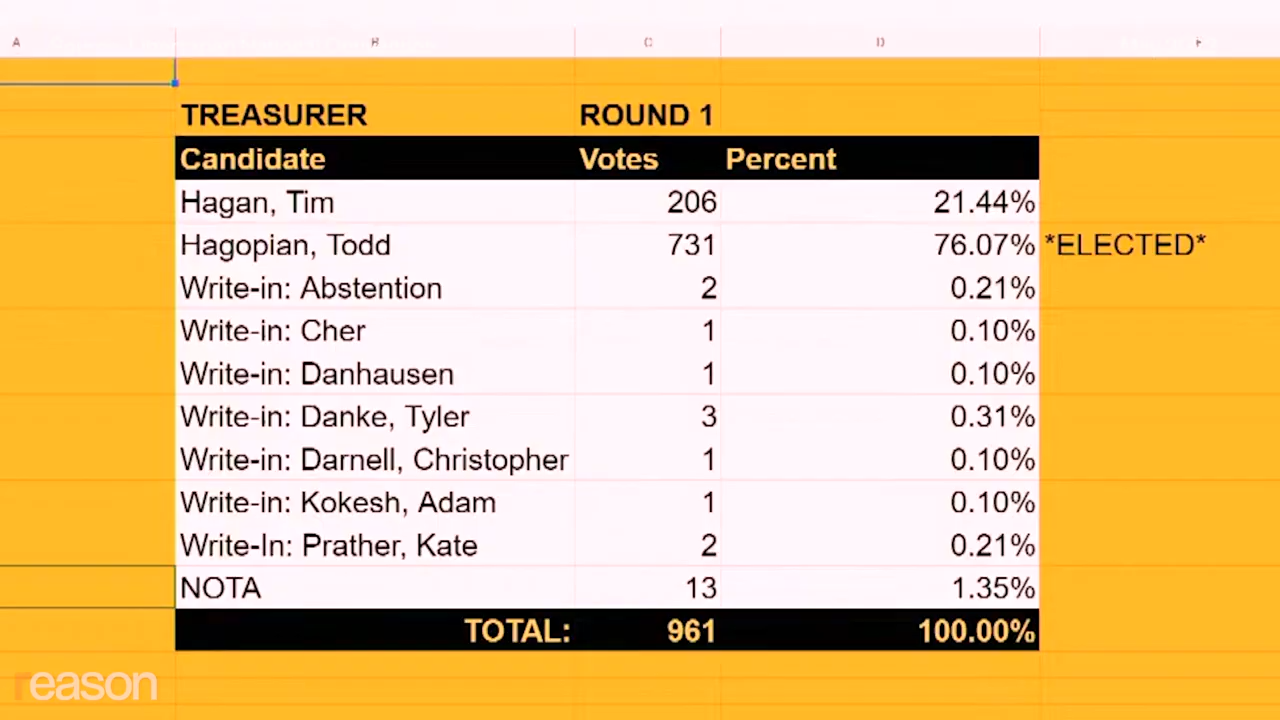 A B C D F
TREASURER ROUND 1
Candidate Votes Percent
Hagan, Tim 206 21.44%
Hagopian, Todd 731 76.07% *ELECTED*
Write-in: Abstention 2 0.21%
Write-in: Cher 1 0.10%
Write-in: Danhausen 1 0.10%
Write-in: Danke, Tyler 3 0.31%
Write-in: Darnell, Christopher 1 0.10%
Write-in: Kokesh, Adam 1 0.10%
Write-In: Prather, Kate 2 0.21%
NOTA 13 1.35%
TOTAL: 961 100.00%
reason